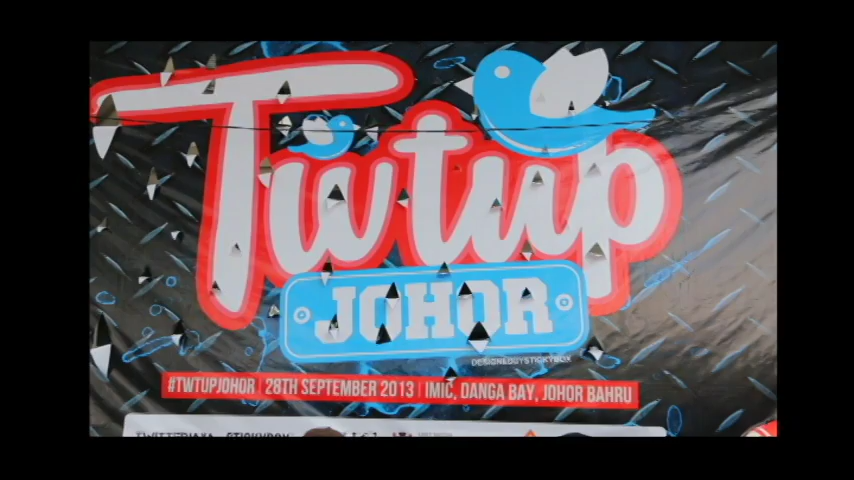 Twtup
JOHOR
DESIGNEDBYSTICKYBOX
#TWTUPJOHOR | 28TH SEPTEMBER 2013 | IMIC, DANGA BAY, JOHOR BAHRU